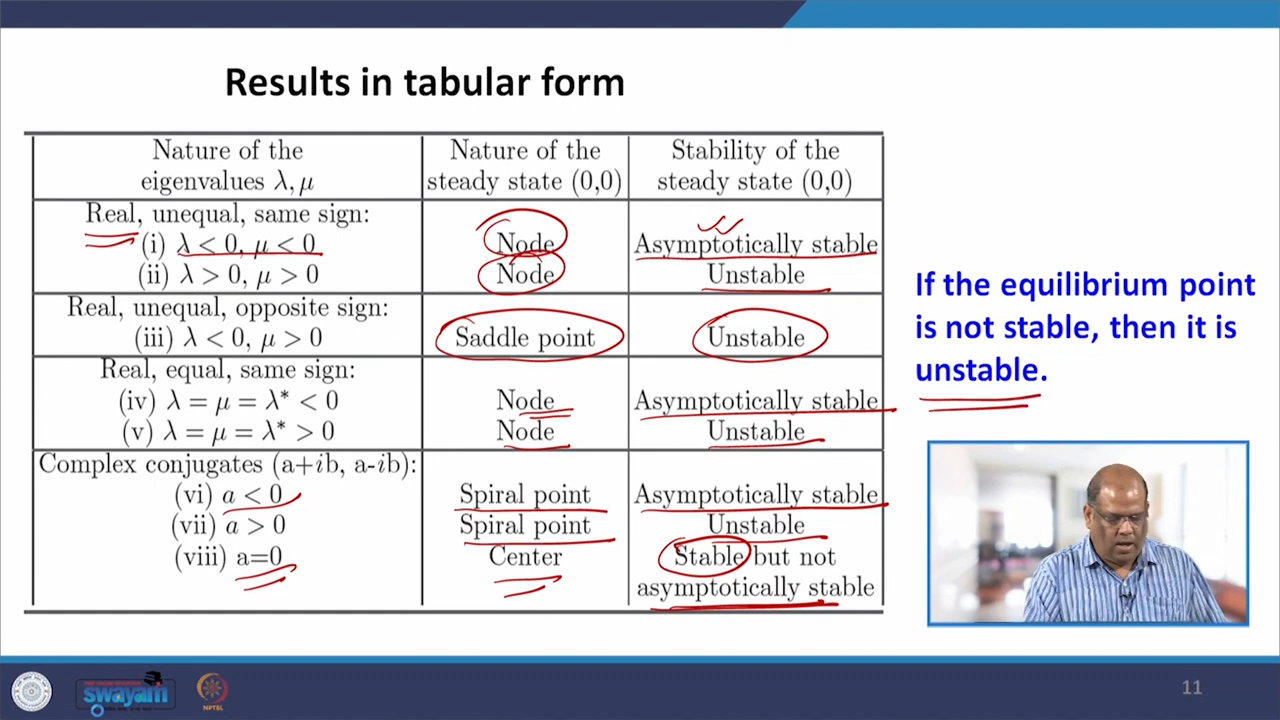 Results in tabular form
Nature of the eigenvalues λ, μ
Nature of the steady state (0,0)
Stability of the steady state (0,0)
Real, unequal, same sign:
(i) λ < 0, μ < 0
Node
Asymptotically stable
(ii) λ > 0, μ > 0
Node
Unstable
Real, unequal, opposite sign:
(iii) λ < 0, μ > 0
Saddle point
Unstable
Real, equal, same sign:
(iv) λ = μ = λ* < 0
Node
Asymptotically stable
(v) λ = μ = λ* > 0
Node
Unstable
Complex conjugates (a+ib, a-ib):
(vi) a < 0
Spiral point
Asymptotically stable
(vii) a > 0
Spiral point
Unstable
(viii) a=0
Center
Stable but not
asymptotically stable
If the equilibrium point
is not stable, then it is
unstable.
swayam
NPTEL
11